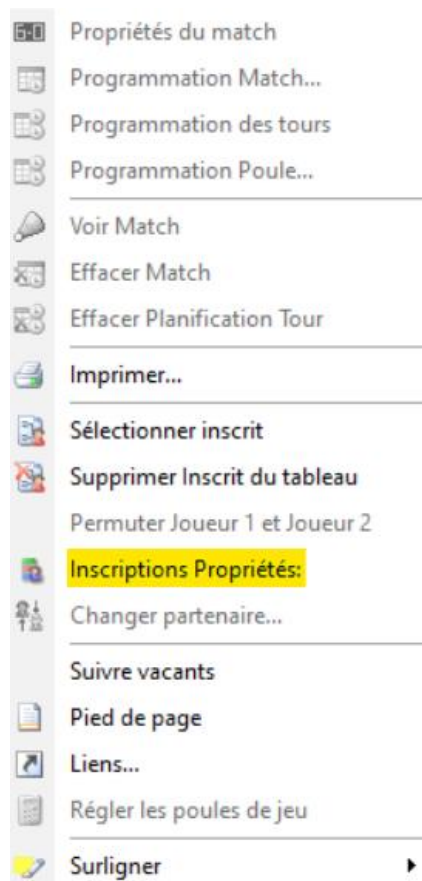 6-0 Propriétés du match
Programmation Match...
Programmation des tours
Programmation Poule...
Voir Match
Effacer Match
Effacer Planification Tour
Imprimer...
Sélectionner inscrit
Supprimer Inscrit du tableau
Permuter Joueur 1 et Joueur 2
Inscriptions Propriétés:
Changer partenaire...
Suivre vacants
Pied de page
Liens...
Régler les poules de jeu
Surligner